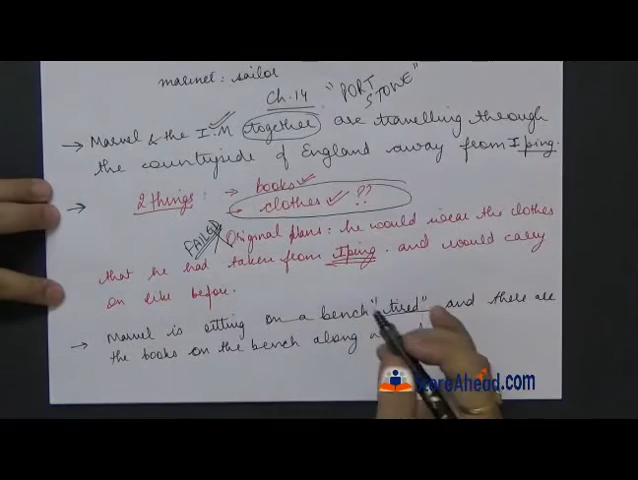 mariner: sailor
Ch. 14 "PORT STOWE"
→ Marvel & the I.M together are travelling through
the countryside of England away from Iping.
→ 2 things : → books ✓
→ clothes ✓ ??
FAILED Original plans: he would wear the clothes
that he had taken from Iping and would carry
on like before.
→ Marvel is sitting on a bench "tired" and there are
the books on the bench along
ScoreAhead.com